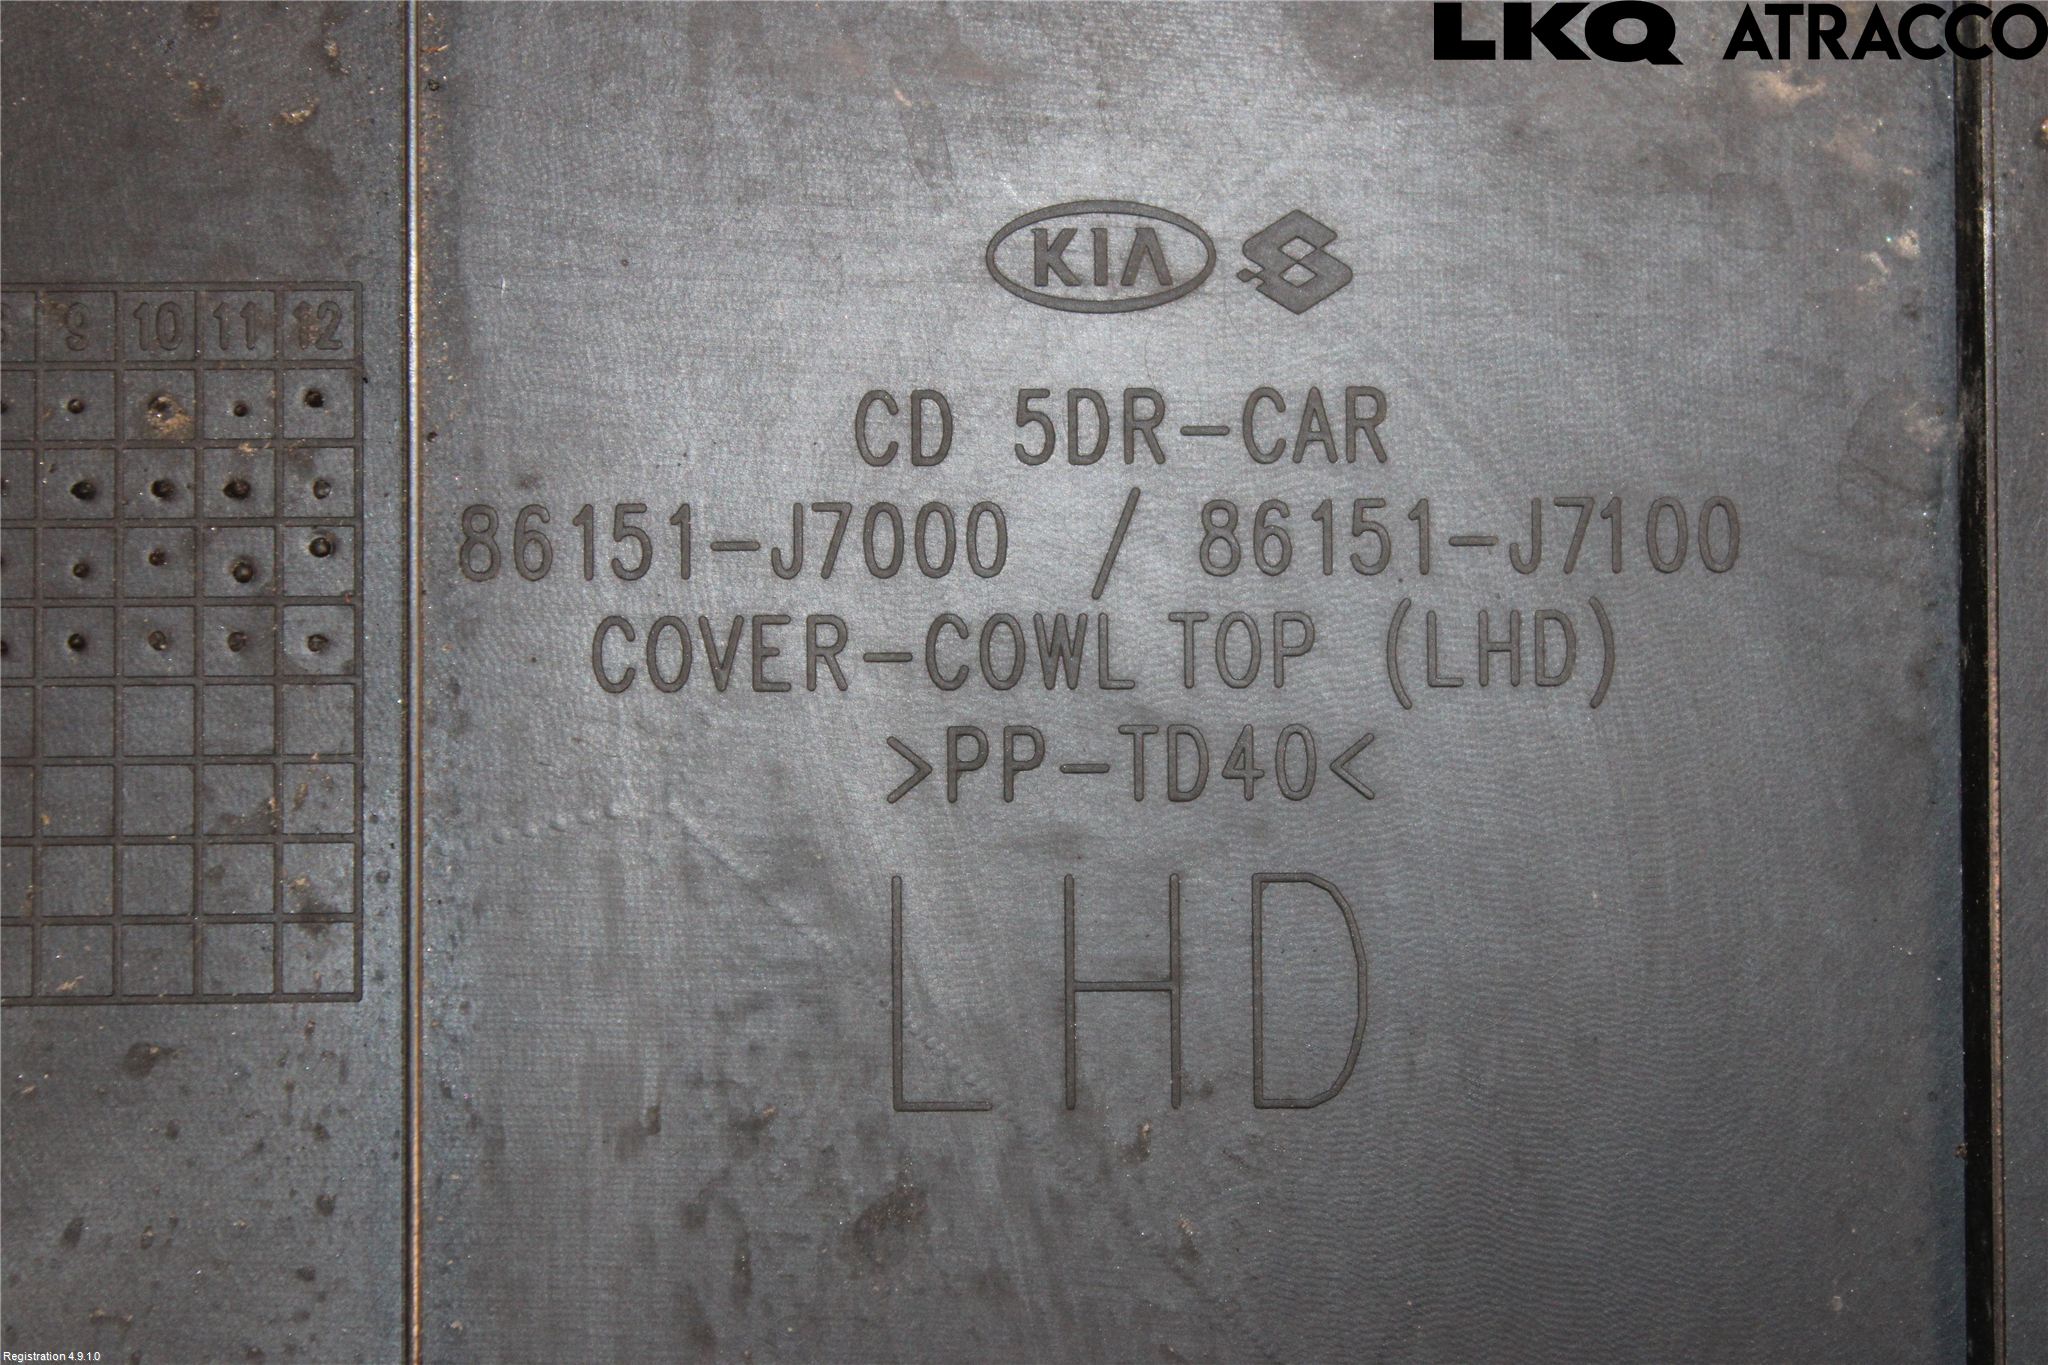 LKQ ATRACCO
KIA
9 10 11 12
CD 5DR-CAR
86151-J7000 / 86151-J7100
COVER-COWL TOP (LHD)
>PP-TD40<
LHD
Registration 4.9.1.0